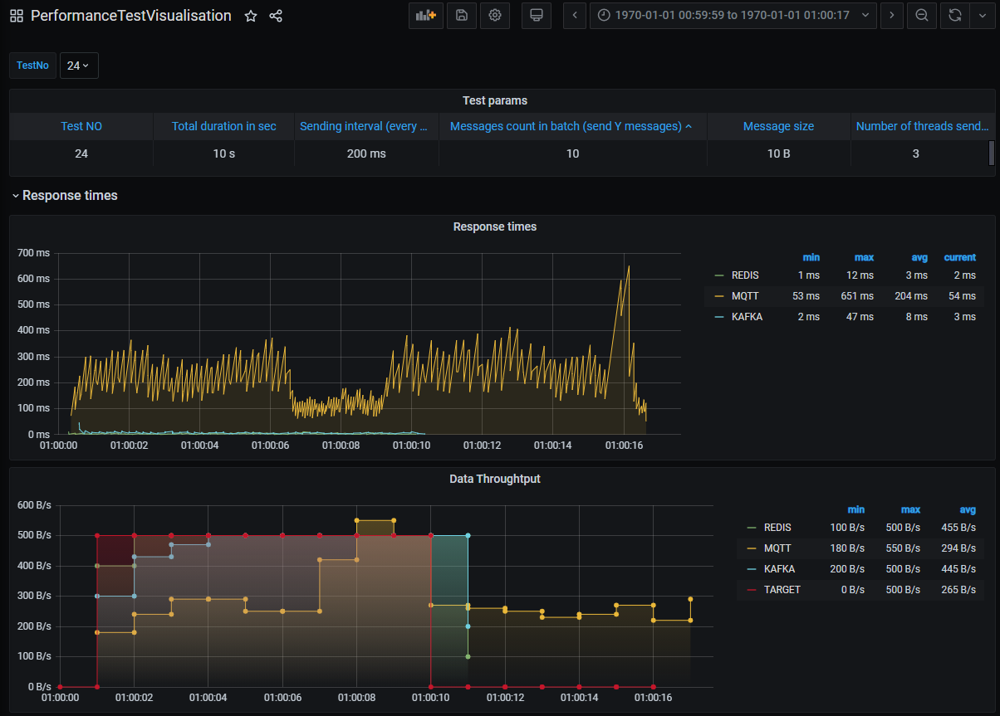 PerformanceTestVisualisation
1970-01-01 00:59:59 to 1970-01-01 01:00:17
TestNo 24
Test params
Test NO Total duration in sec Sending interval (every ... Messages count in batch (send Y messages) Message size Number of threads send...
24 10 s 200 ms 10 10 B 3
Response times
Response times
700 ms
600 ms
500 ms
400 ms
300 ms
200 ms
100 ms
0 ms
01:00:00 01:00:02 01:00:04 01:00:06 01:00:08 01:00:10 01:00:12 01:00:14 01:00:16
min max avg current
REDIS 1 ms 12 ms 3 ms 2 ms
MQTT 53 ms 651 ms 204 ms 54 ms
KAFKA 2 ms 47 ms 8 ms 3 ms
Data Throughtput
600 B/s
500 B/s
400 B/s
300 B/s
200 B/s
100 B/s
0 B/s
01:00:00 01:00:02 01:00:04 01:00:06 01:00:08 01:00:10 01:00:12 01:00:14 01:00:16
min max avg
REDIS 100 B/s 500 B/s 455 B/s
MQTT 180 B/s 550 B/s 294 B/s
KAFKA 200 B/s 500 B/s 445 B/s
TARGET 0 B/s 500 B/s 265 B/s